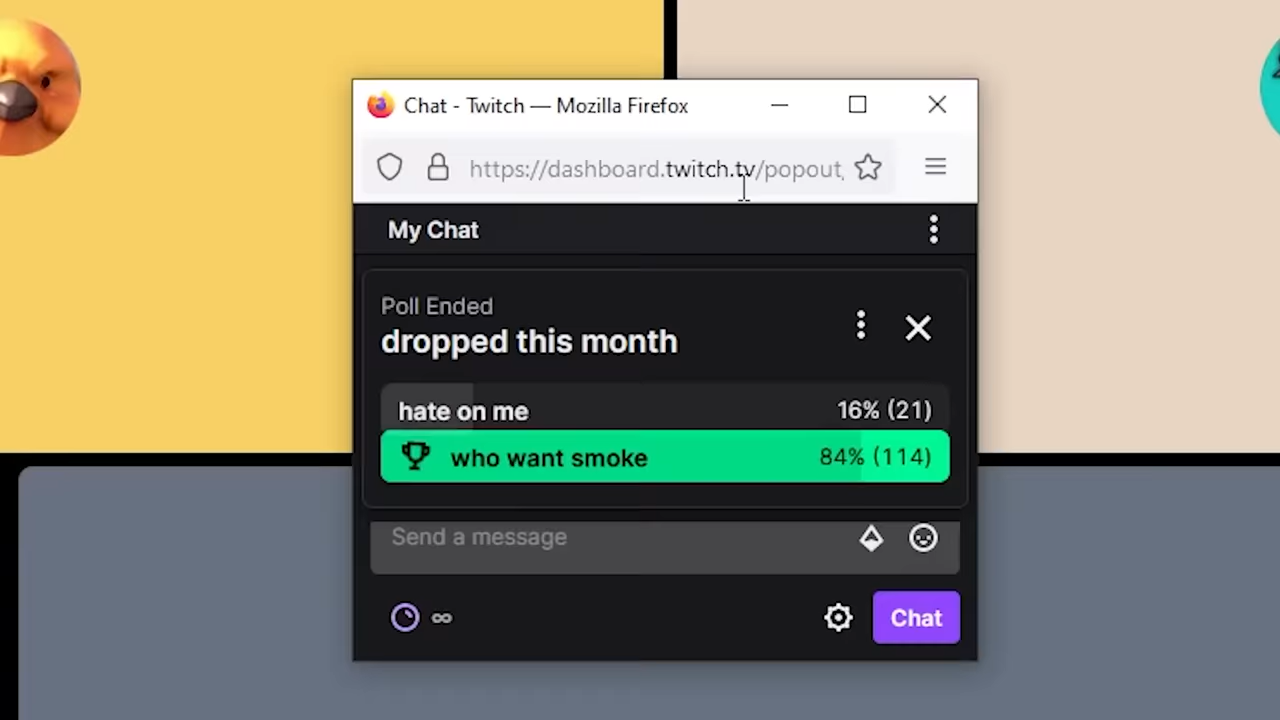 Chat - Twitch — Mozilla Firefox
https://dashboard.twitch.tv/popout
My Chat
Poll Ended
dropped this month
hate on me 16% (21)
who want smoke 84% (114)
Send a message
∞
Chat